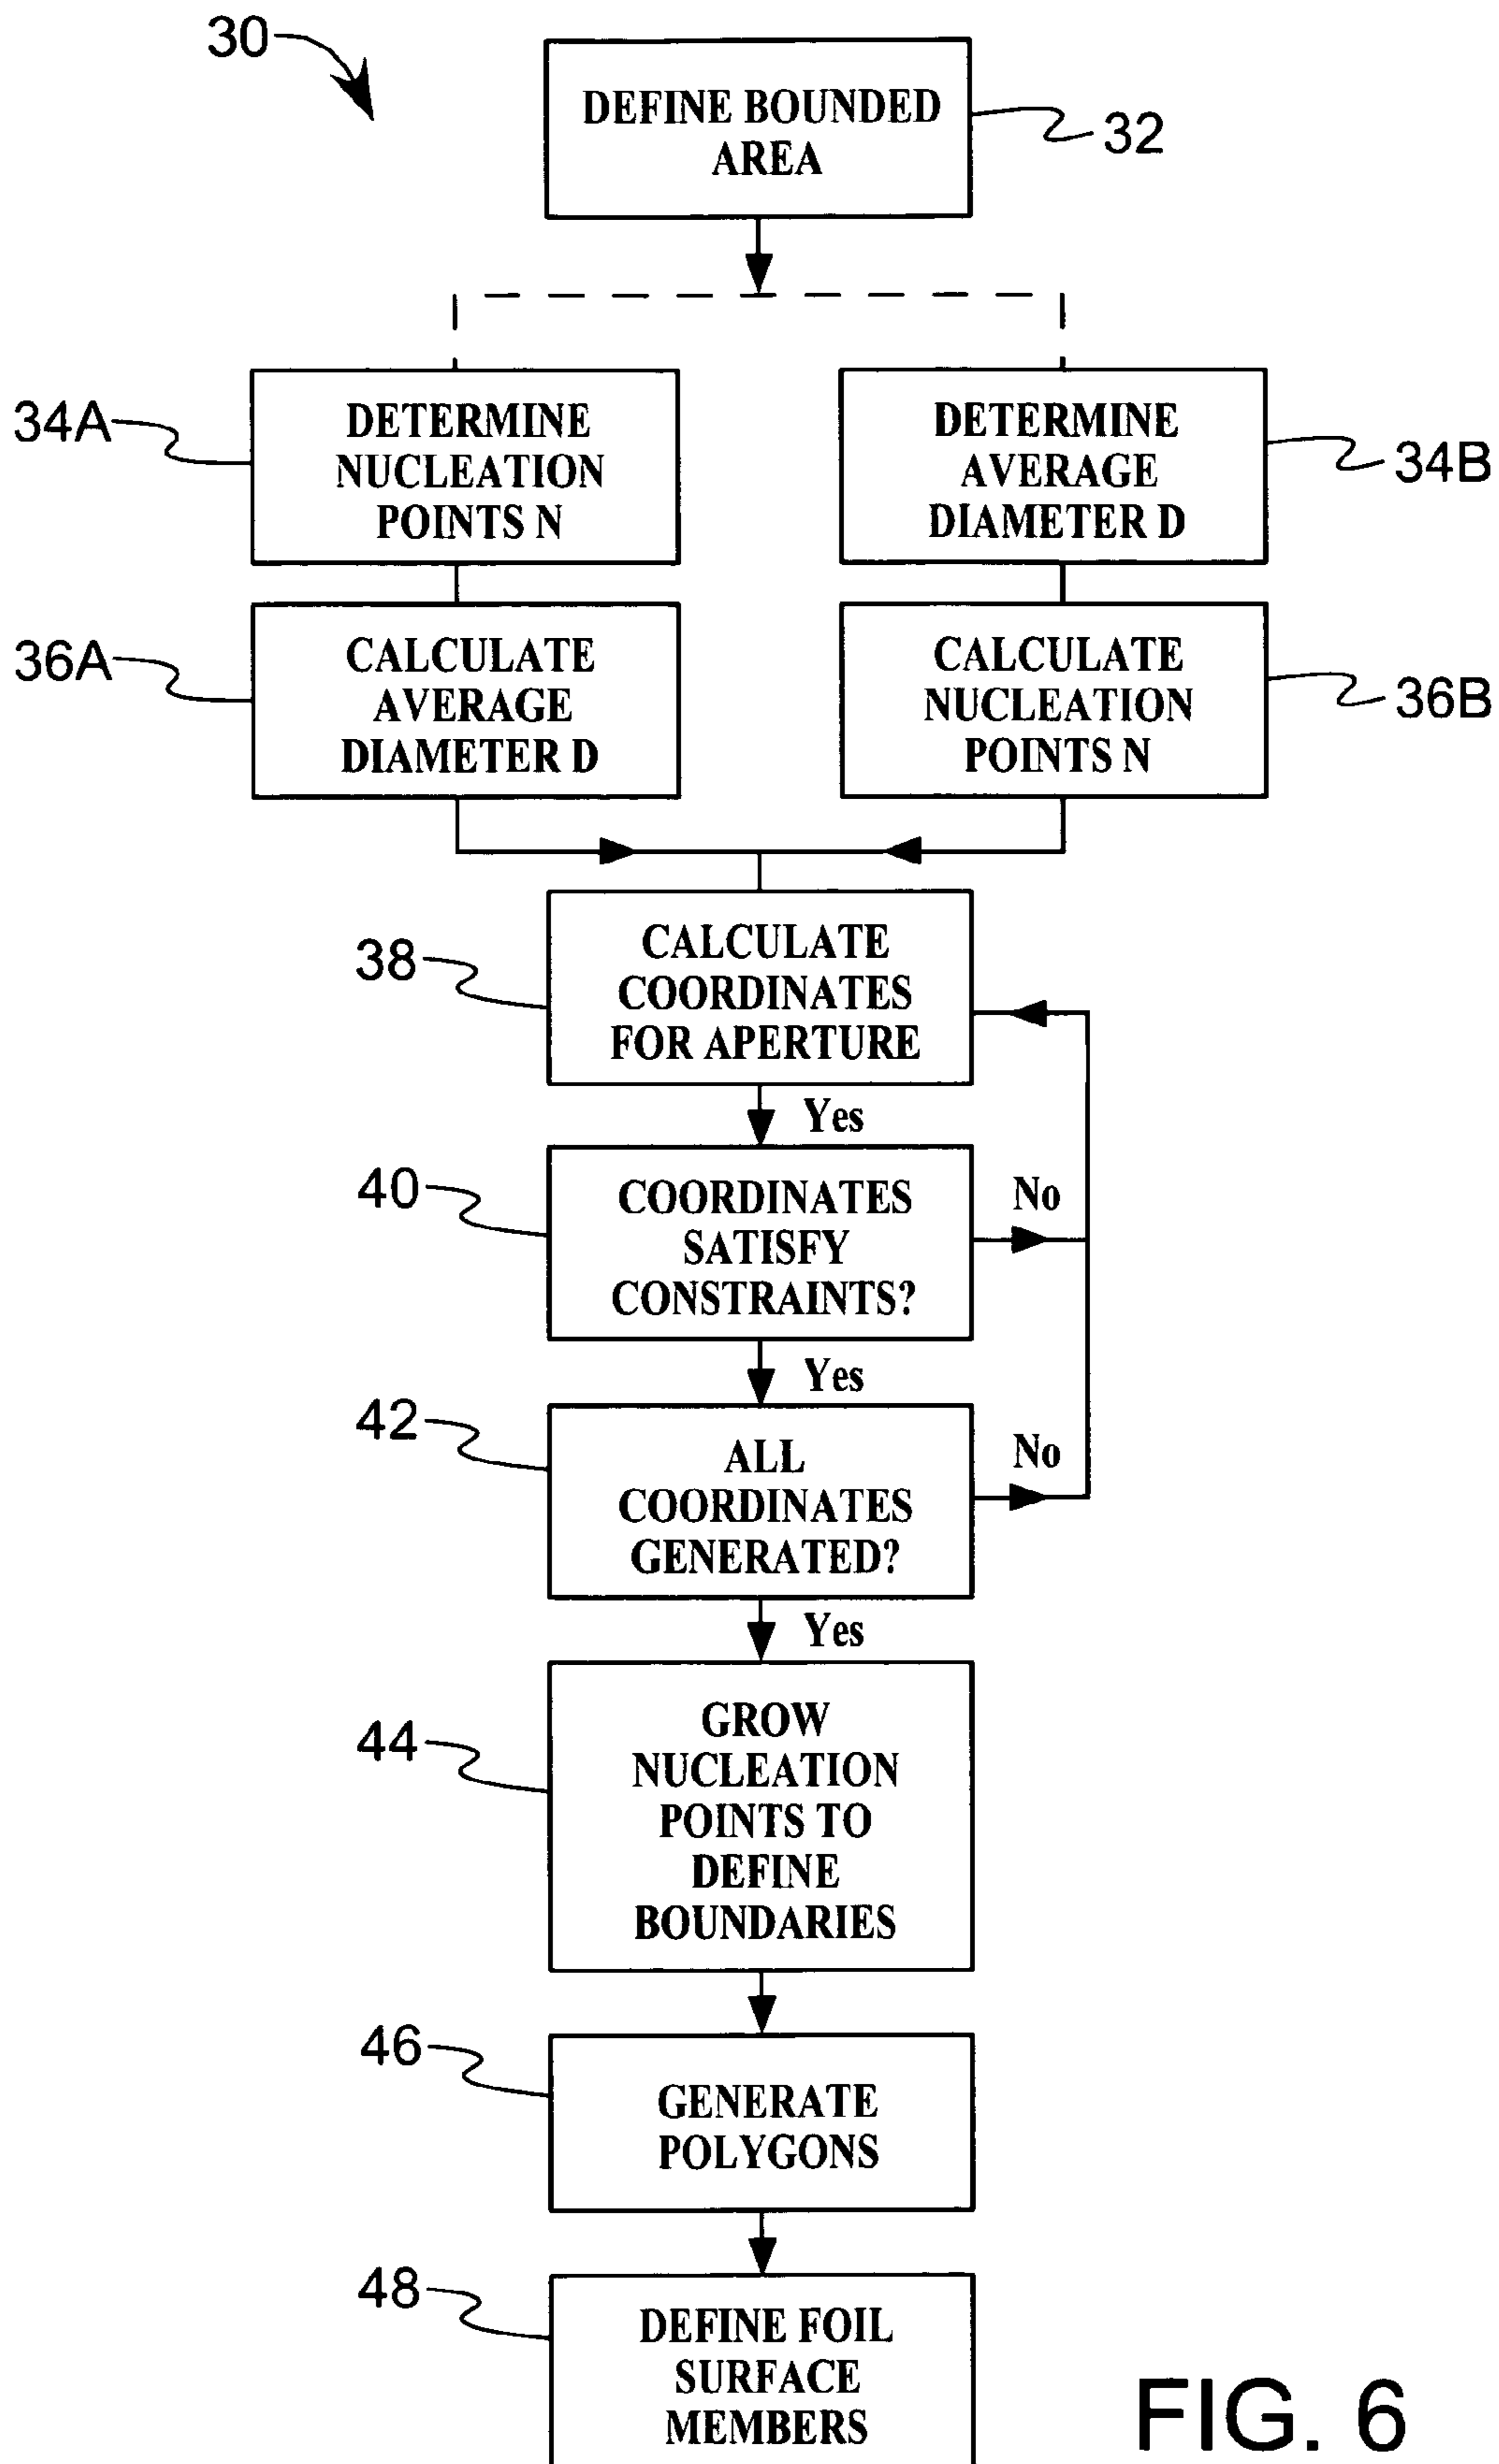 30
DEFINE BOUNDED
AREA
32
34A
DETERMINE
NUCLEATION
POINTS N
DETERMINE
AVERAGE
DIAMETER D
34B
36A
CALCULATE
AVERAGE
DIAMETER D
CALCULATE
NUCLEATION
POINTS N
36B
38
CALCULATE
COORDINATES
FOR APERTURE
Yes
40
COORDINATES
SATISFY
CONSTRAINTS?
No
Yes
42
ALL
COORDINATES
GENERATED?
No
Yes
44
GROW
NUCLEATION
POINTS TO
DEFINE
BOUNDARIES
46
GENERATE
POLYGONS
48
DEFINE FOIL
SURFACE
MEMBERS
FIG. 6